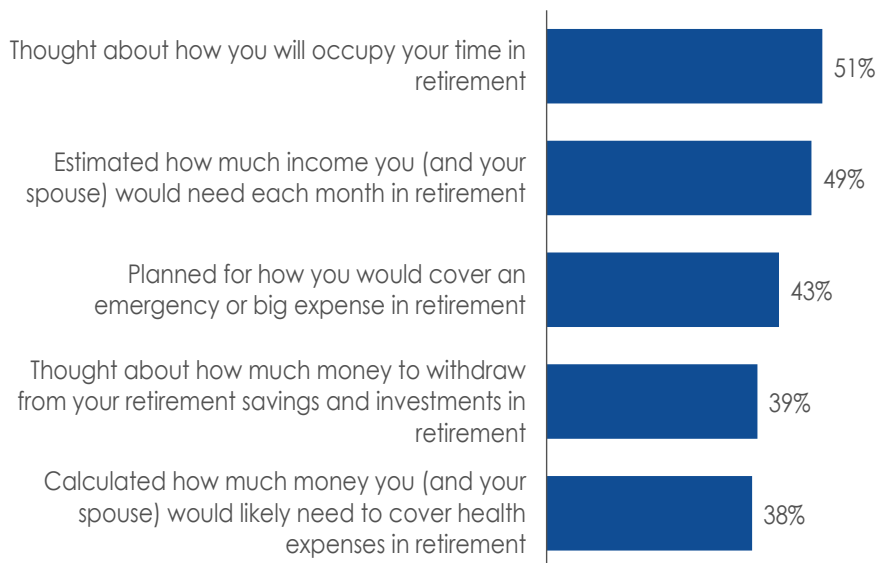 Thought about how you will occupy your time in
retirement
51%
Estimated how much income you (and your
spouse) would need each month in retirement
49%
Planned for how you would cover an
emergency or big expense in retirement
43%
Thought about how much money to withdraw
from your retirement savings and investments in
retirement
39%
Calculated how much money you (and your
spouse) would likely need to cover health
expenses in retirement
38%